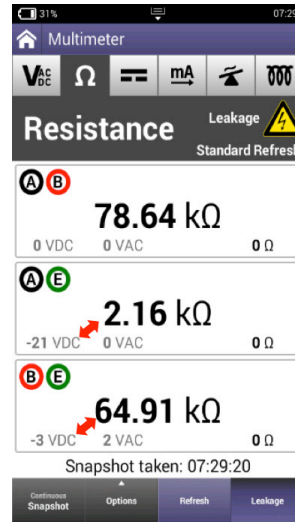 31% 07:29
Multimeter
VAC DC Ω mA
Resistance
Leakage
Standard Refresh
A B
78.64 kΩ
0 VDC 0 VAC 0 Ω
A E
2.16 kΩ
-21 VDC 0 VAC 0 Ω
B E
64.91 kΩ
-3 VDC 2 VAC 0 Ω
Snapshot taken: 07:29:20
Continuous
Snapshot Options Refresh Leakage